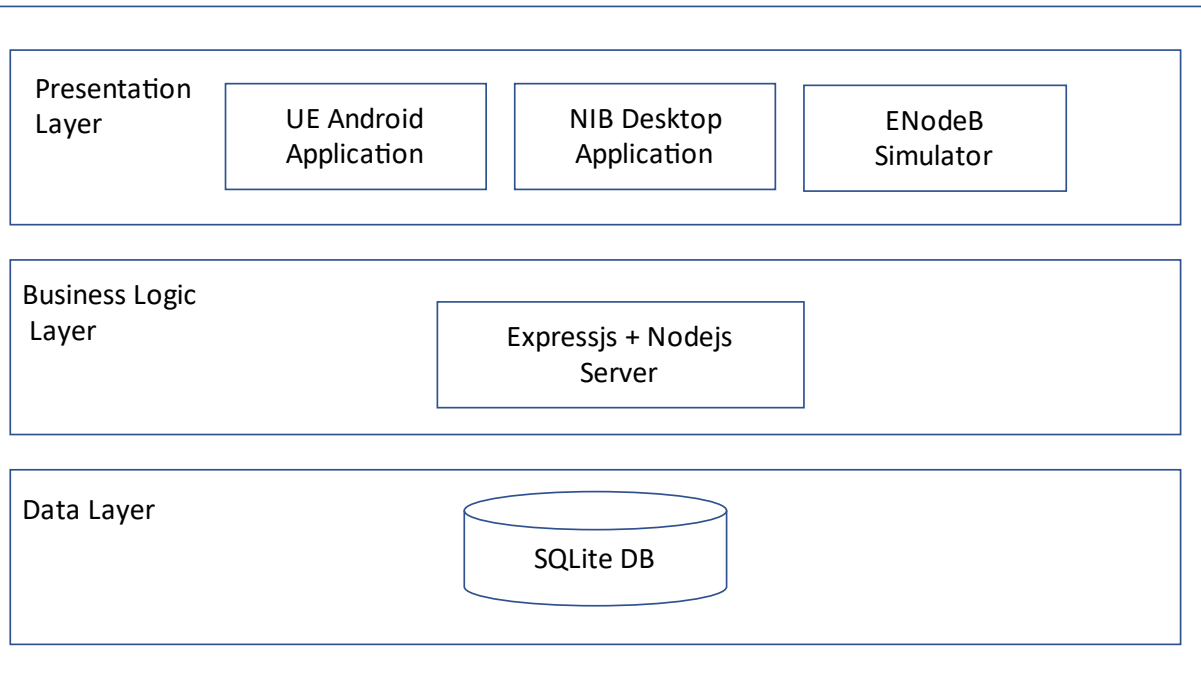 Presentation
Layer
UE Android
Application
NIB Desktop
Application
ENodeB
Simulator
Business Logic
Layer
Expressjs + Nodejs
Server
Data Layer
SQLite DB